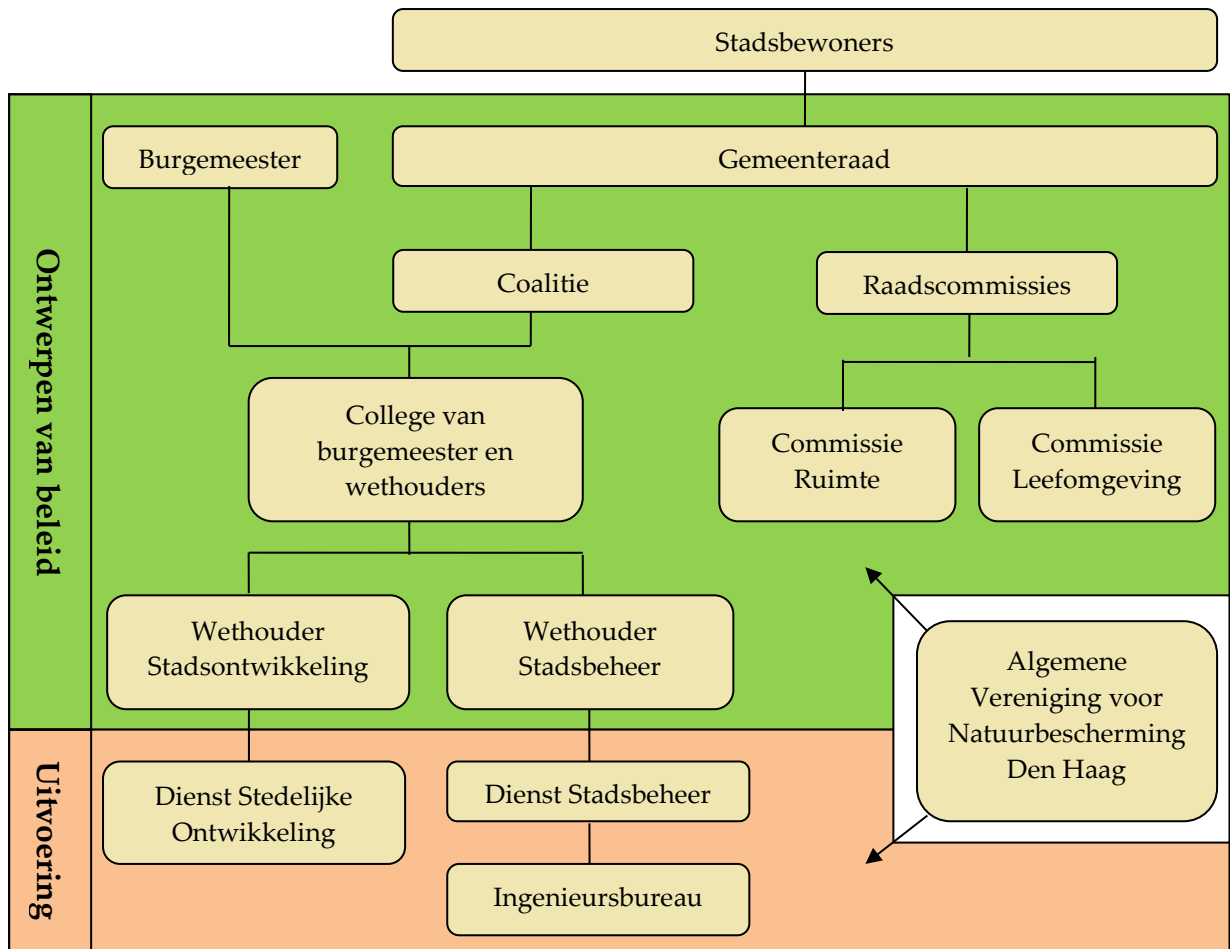 Stadsbewoners
Ontwerpen van beleid
Burgemeester
Gemeenteraad
Coalitie
Raadscommissies
College van
burgemeester en
wethouders
Commissie
Ruimte
Commissie
Leefomgeving
Wethouder
Stadsontwikkeling
Wethouder
Stadsbeheer
Algemene
Vereniging voor
Natuurbescherming
Den Haag
Uitvoering
Dienst Stedelijke
Ontwikkeling
Dienst Stadsbeheer
Ingenieursbureau